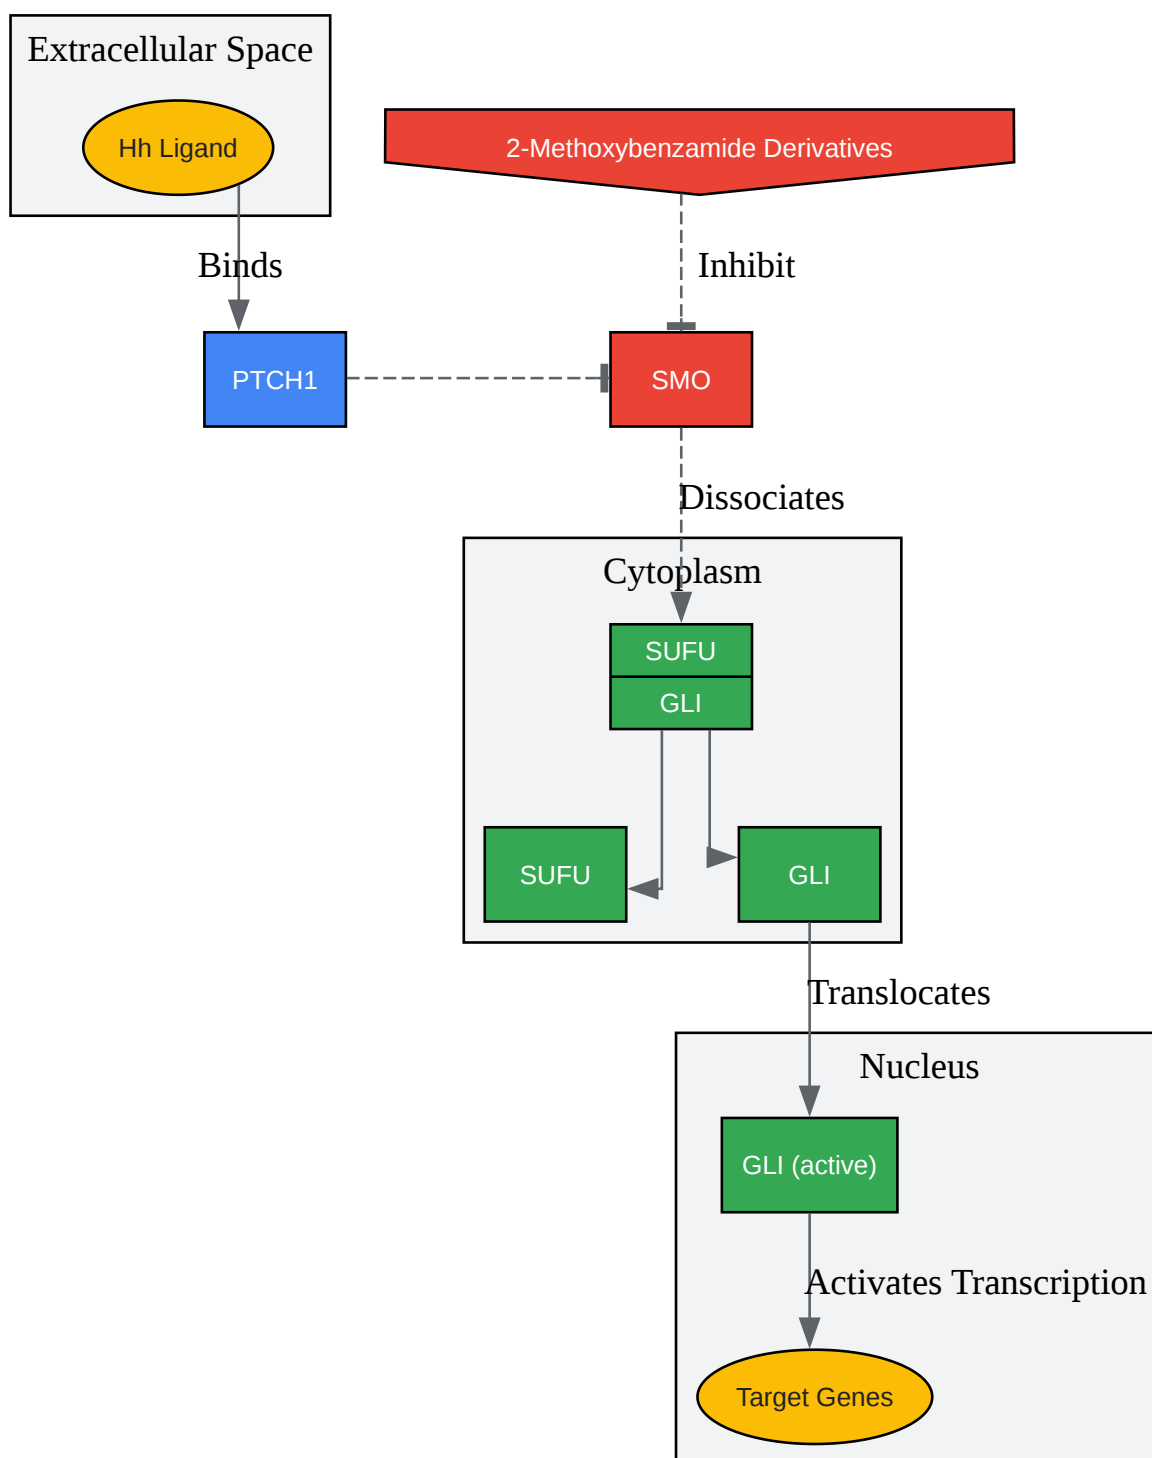 Extracellular Space
Hh Ligand
2-Methoxybenzamide Derivatives
Binds
Inhibit
PTCH1
SMO
Dissociates
Cytoplasm
SUFU
GLI
SUFU
GLI
Translocates
Nucleus
GLI (active)
Activates Transcription
Target Genes